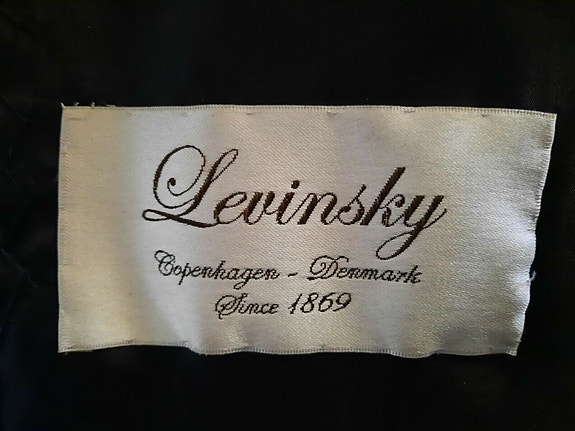 Levinsky
Copenhagen - Denmark
Since 1869